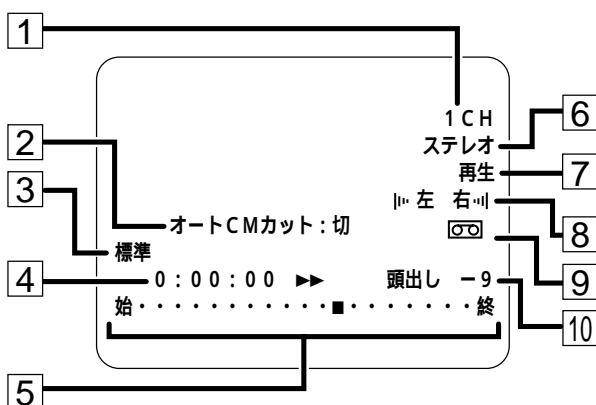 1
1CH
6
ステレオ
7
再生
2
左 右
8
オートCMカット:切
3
標準
9
4
0:00:00 ▶▶ 頭出し -9
10
始・・・・・・・・・・・■・・・・・・・終
5